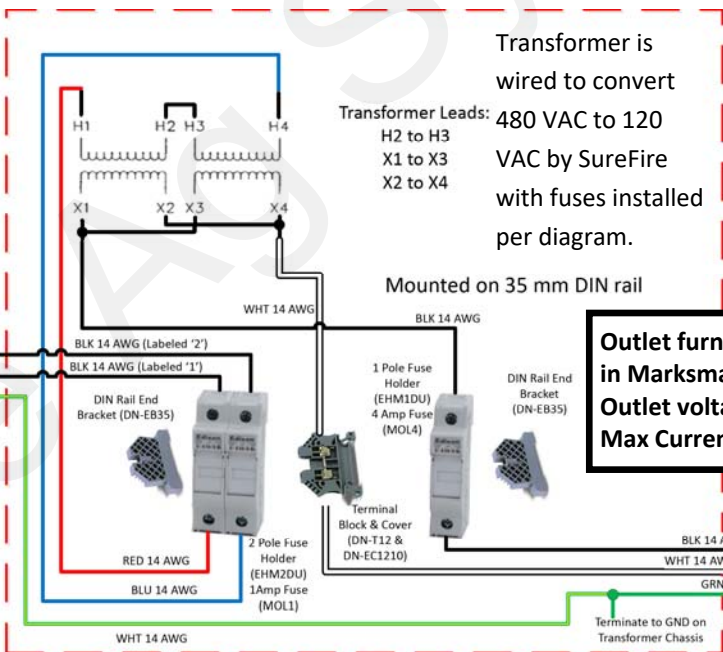 Transformer is
wired to convert
480 VAC to 120
VAC by SureFire
with fuses installed
per diagram.
Transformer Leads:
H2 to H3
X1 to X3
X2 to X4
H1 H2 H3 H4
X1 X2 X3 X4
Mounted on 35 mm DIN rail
WHT 14 AWG
BLK 14 AWG
BLK 14 AWG (Labeled '2')
BLK 14 AWG (Labeled '1')
DIN Rail End
Bracket (DN-EB35)
1 Pole Fuse
Holder
(EHM1DU)
4 Amp Fuse
(MOL4)
DIN Rail End
Bracket
(DN-EB35)
Outlet furn
in Marksma
Outlet volta
Max Curren
Terminal
Block & Cover
(DN-T12 &
DN-EC1210)
2 Pole Fuse
Holder
(EHM2DU)
1Amp Fuse
(MOL1)
RED 14 AWG
BLU 14 AWG
BLK 14 A
WHT 14 AW
GRN
WHT 14 AWG
Terminate to GND on
Transformer Chassis
Ag Sy